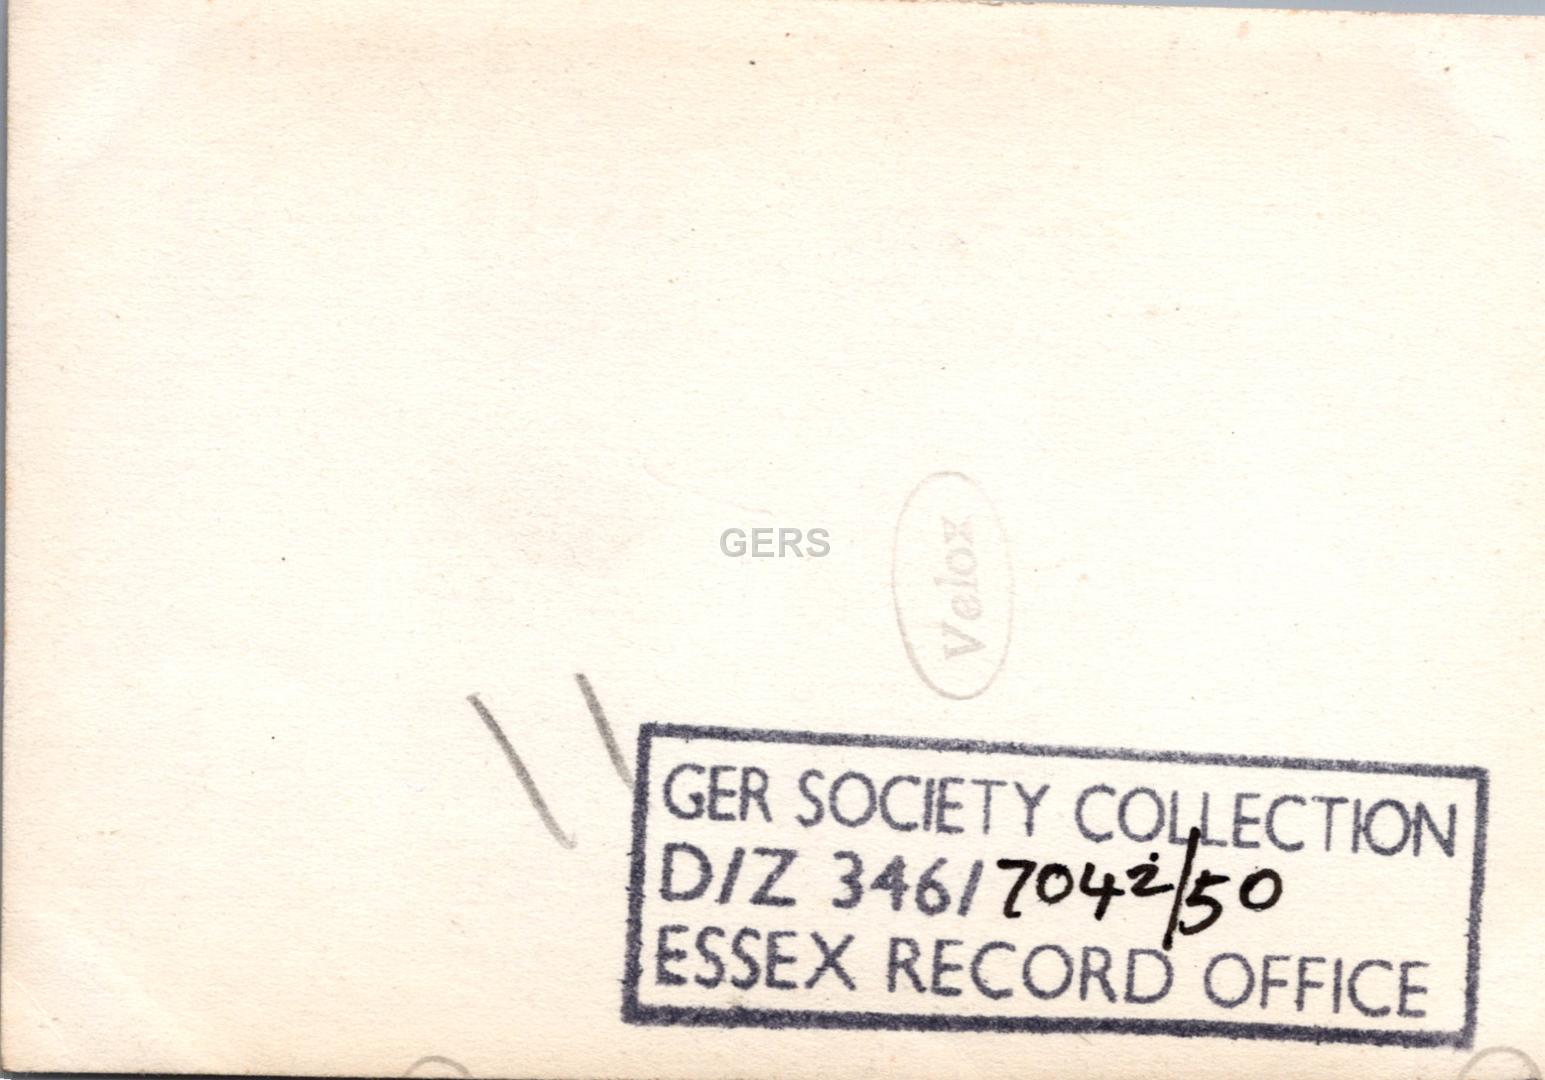 GERS
Velox
GER SOCIETY COLLECTION
D/Z 346/7042/50
ESSEX RECORD OFFICE